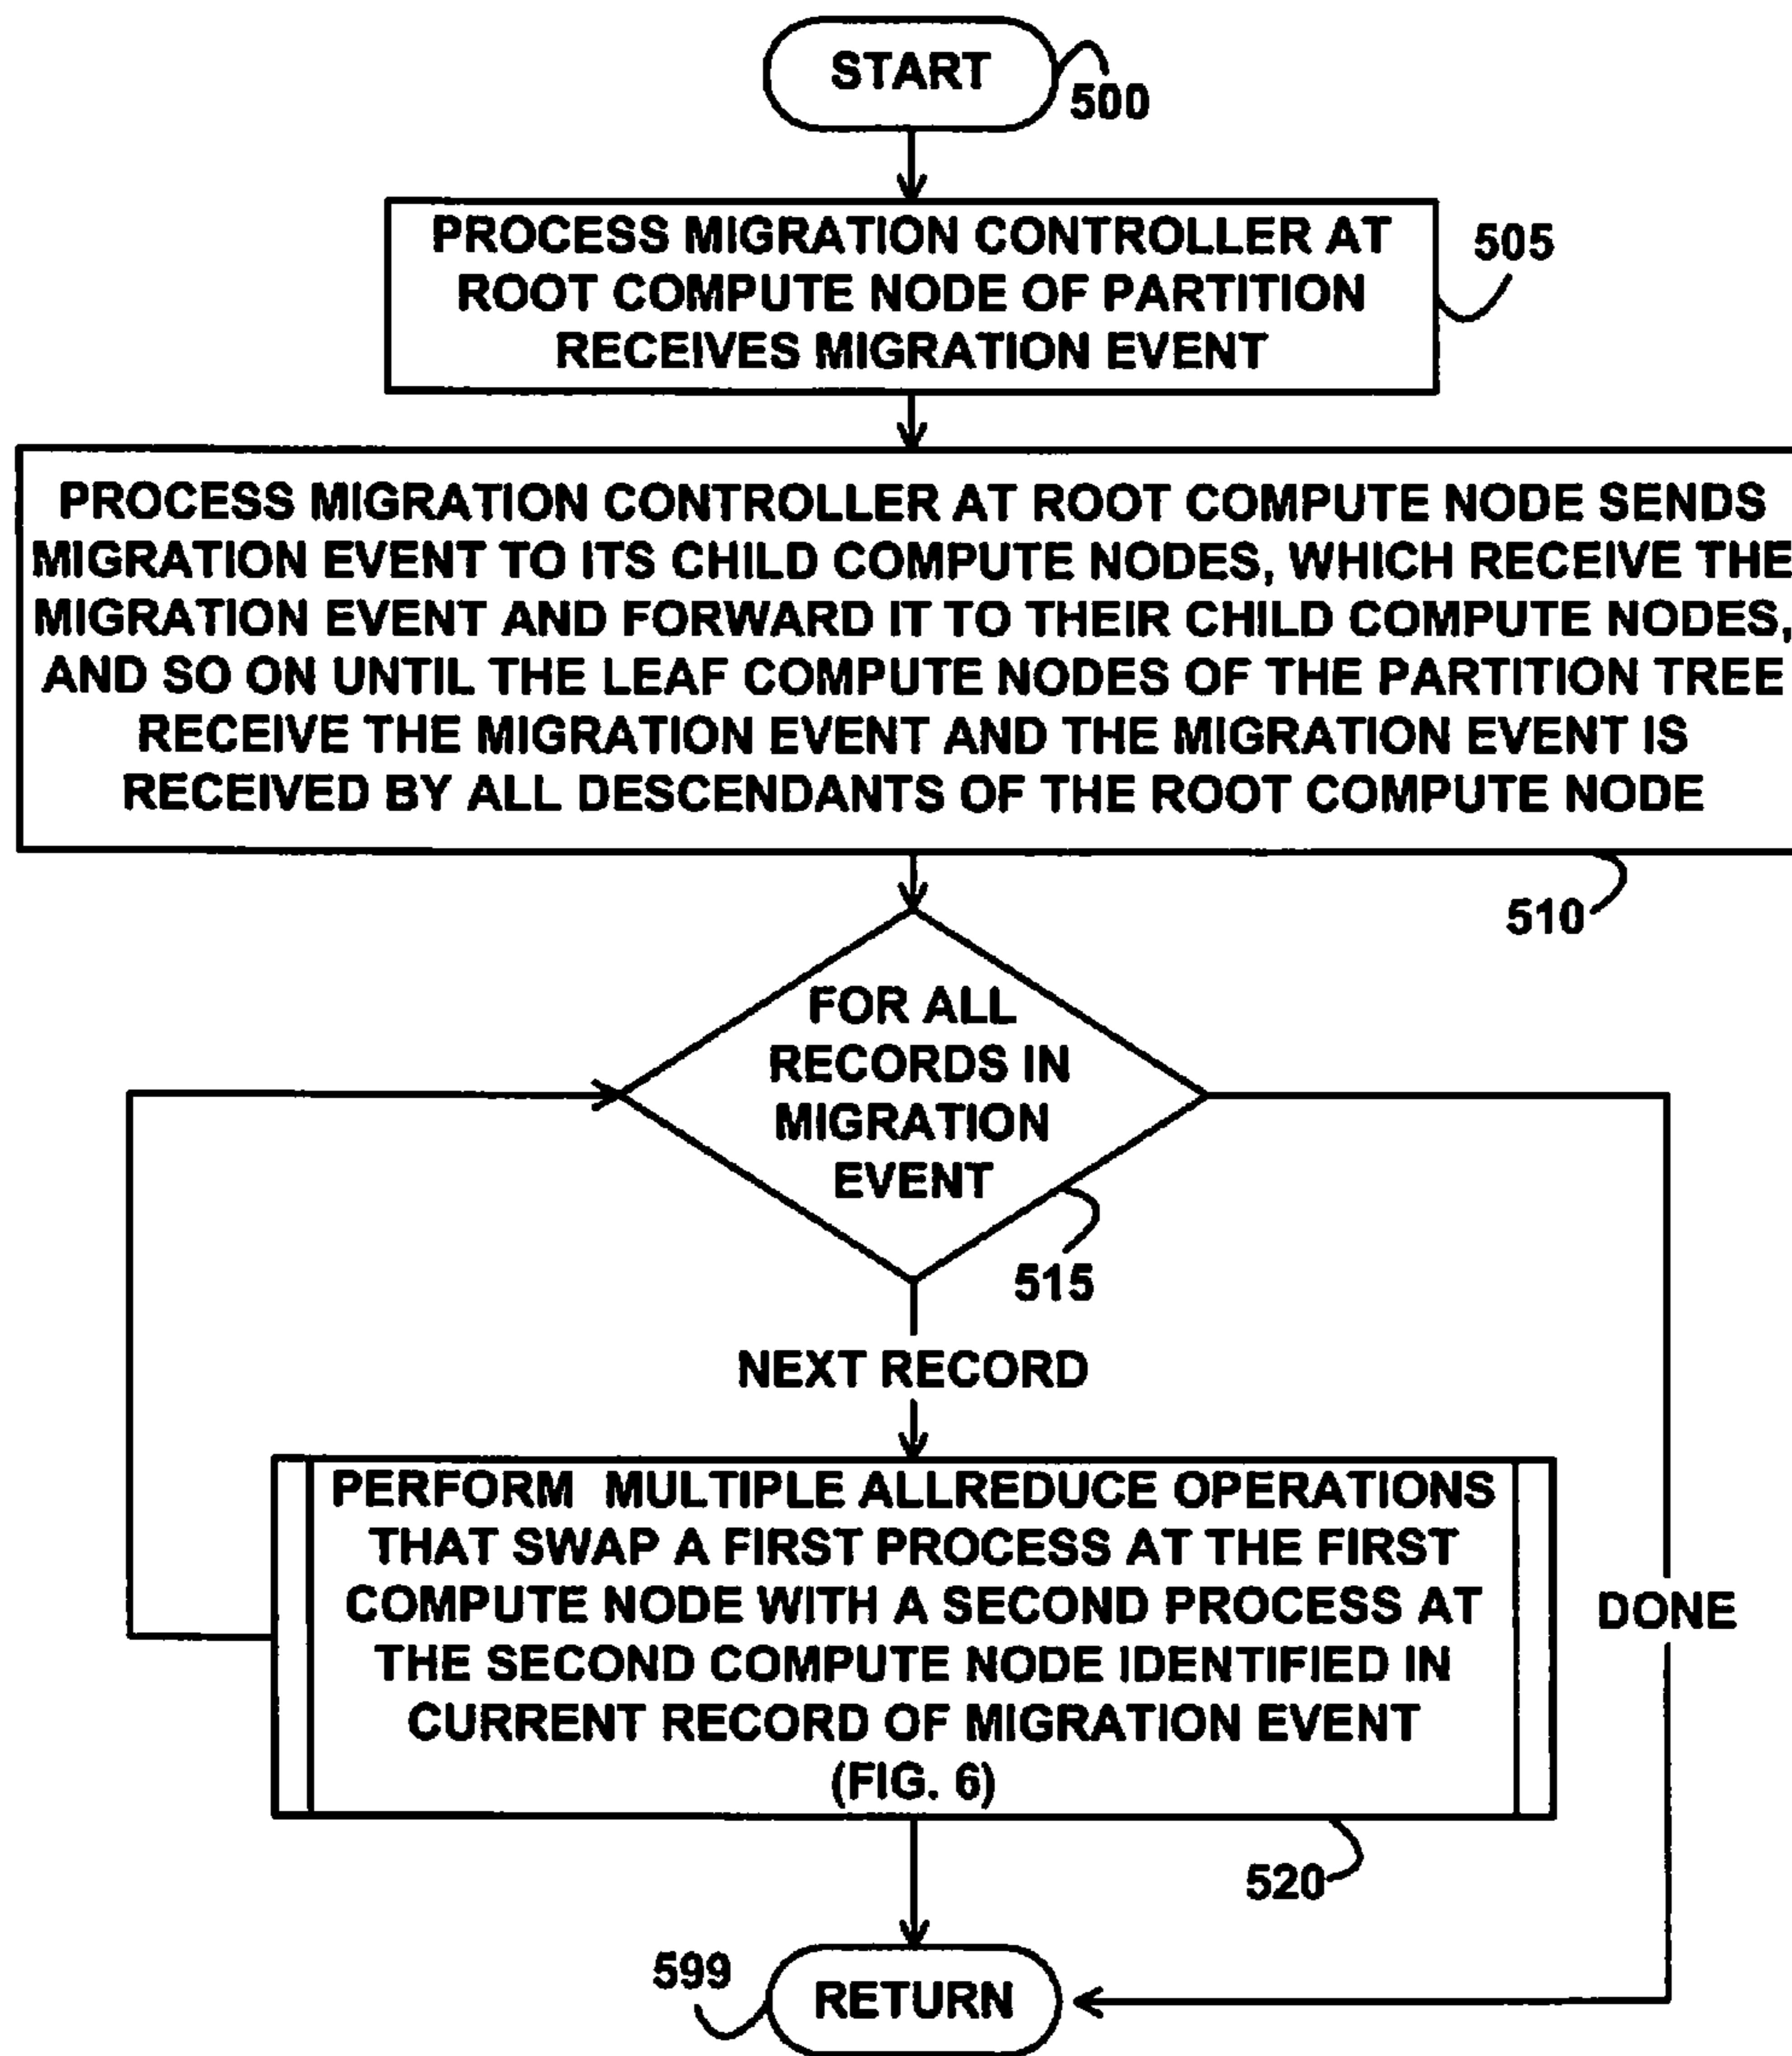 START
500
PROCESS MIGRATION CONTROLLER AT
ROOT COMPUTE NODE OF PARTITION
RECEIVES MIGRATION EVENT
505
PROCESS MIGRATION CONTROLLER AT ROOT COMPUTE NODE SENDS
MIGRATION EVENT TO ITS CHILD COMPUTE NODES, WHICH RECEIVE THE
MIGRATION EVENT AND FORWARD IT TO THEIR CHILD COMPUTE NODES,
AND SO ON UNTIL THE LEAF COMPUTE NODES OF THE PARTITION TREE
RECEIVE THE MIGRATION EVENT AND THE MIGRATION EVENT IS
RECEIVED BY ALL DESCENDANTS OF THE ROOT COMPUTE NODE
510
FOR ALL
RECORDS IN
MIGRATION
EVENT
515
NEXT RECORD
PERFORM MULTIPLE ALLREDUCE OPERATIONS
THAT SWAP A FIRST PROCESS AT THE FIRST
COMPUTE NODE WITH A SECOND PROCESS AT
THE SECOND COMPUTE NODE IDENTIFIED IN
CURRENT RECORD OF MIGRATION EVENT
(FIG. 6)
DONE
520
599
RETURN